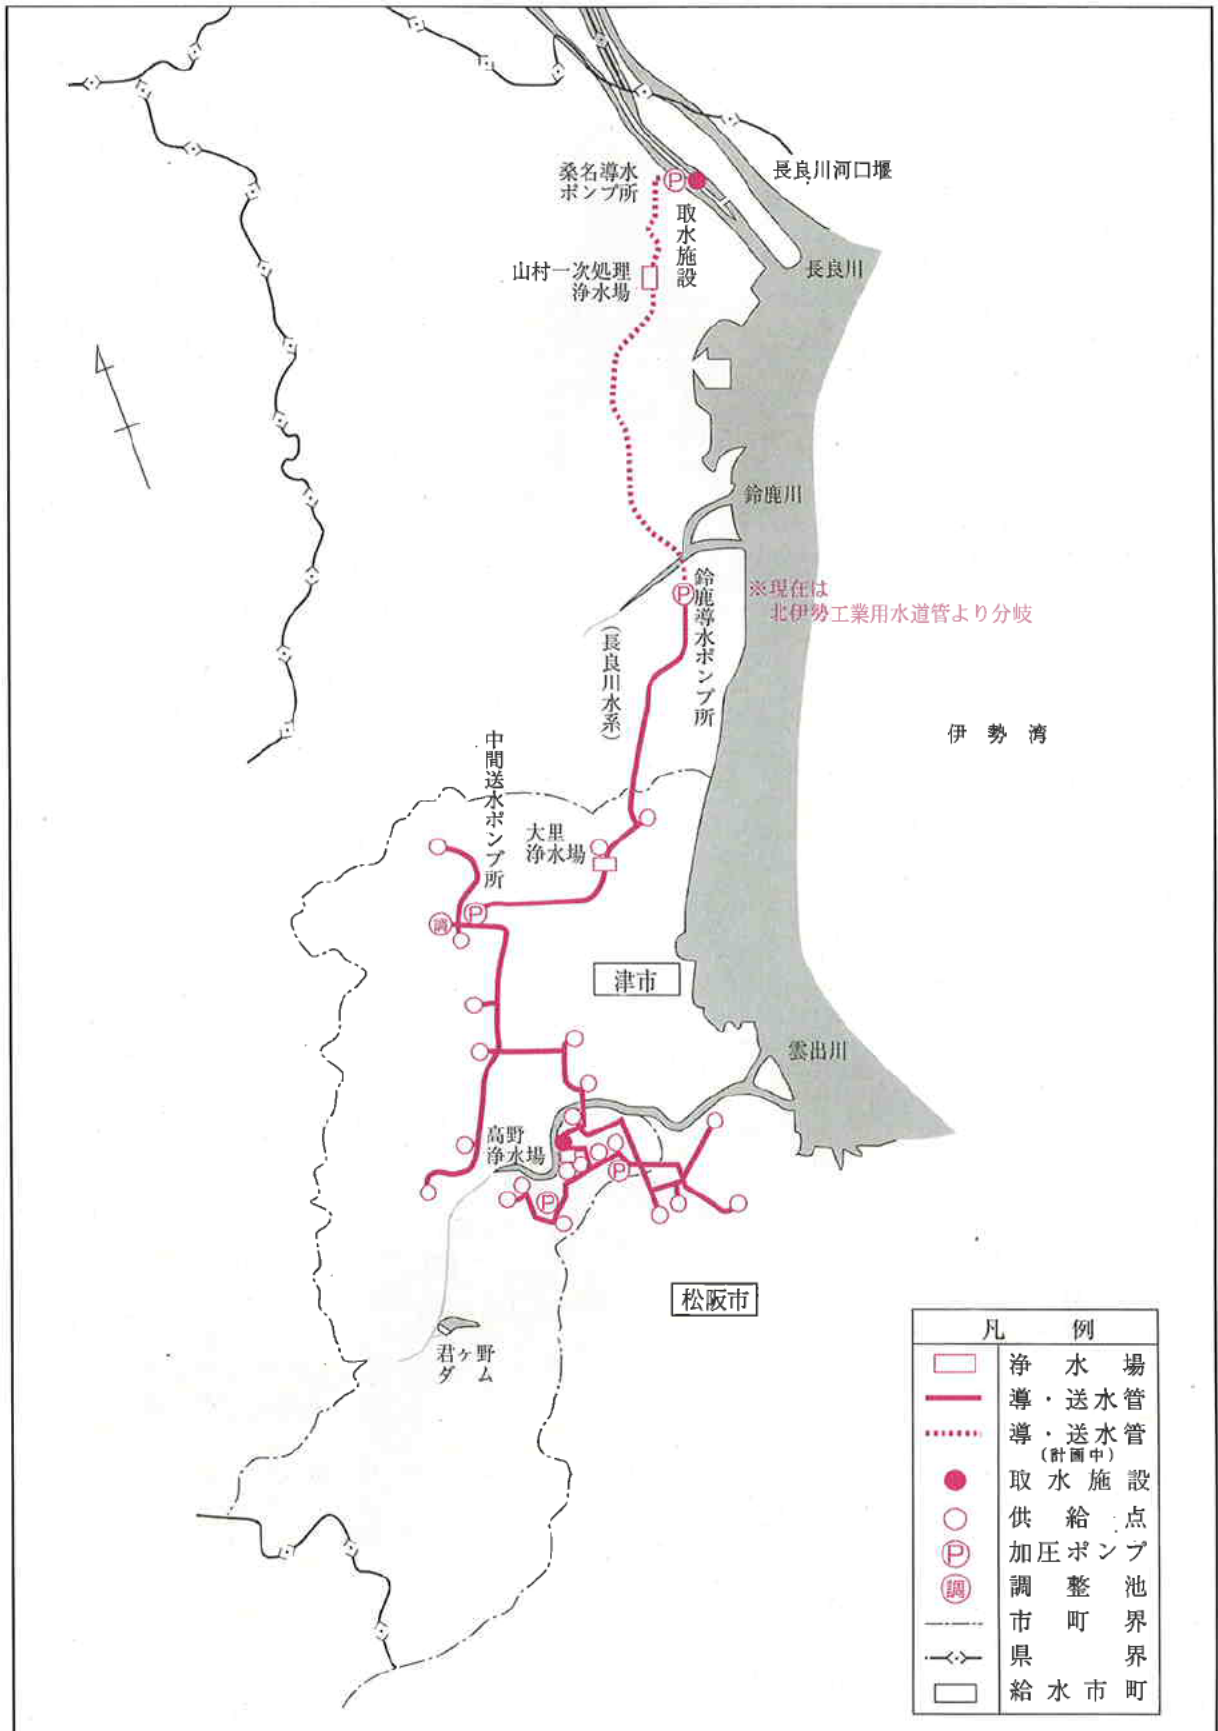 長良川河口堰
桑名導水
ポンプ所
P
取水施設
山村一次処理
浄水場
長良川
鈴鹿川
P
鈴鹿導水ポンプ所
※現在は
北伊勢工業用水道管より分岐
(長良川水系)
伊勢湾
中間送水ポンプ所
大里
浄水場
P
調
津市
雲出川
高野
浄水場
P
P
松阪市
君ヶ野
ダム
凡例
浄水場
導・送水管
導・送水管
(計画中)
取水施設
供給点
P 加圧ポンプ
調 調整池
市町界
県界
給水市町